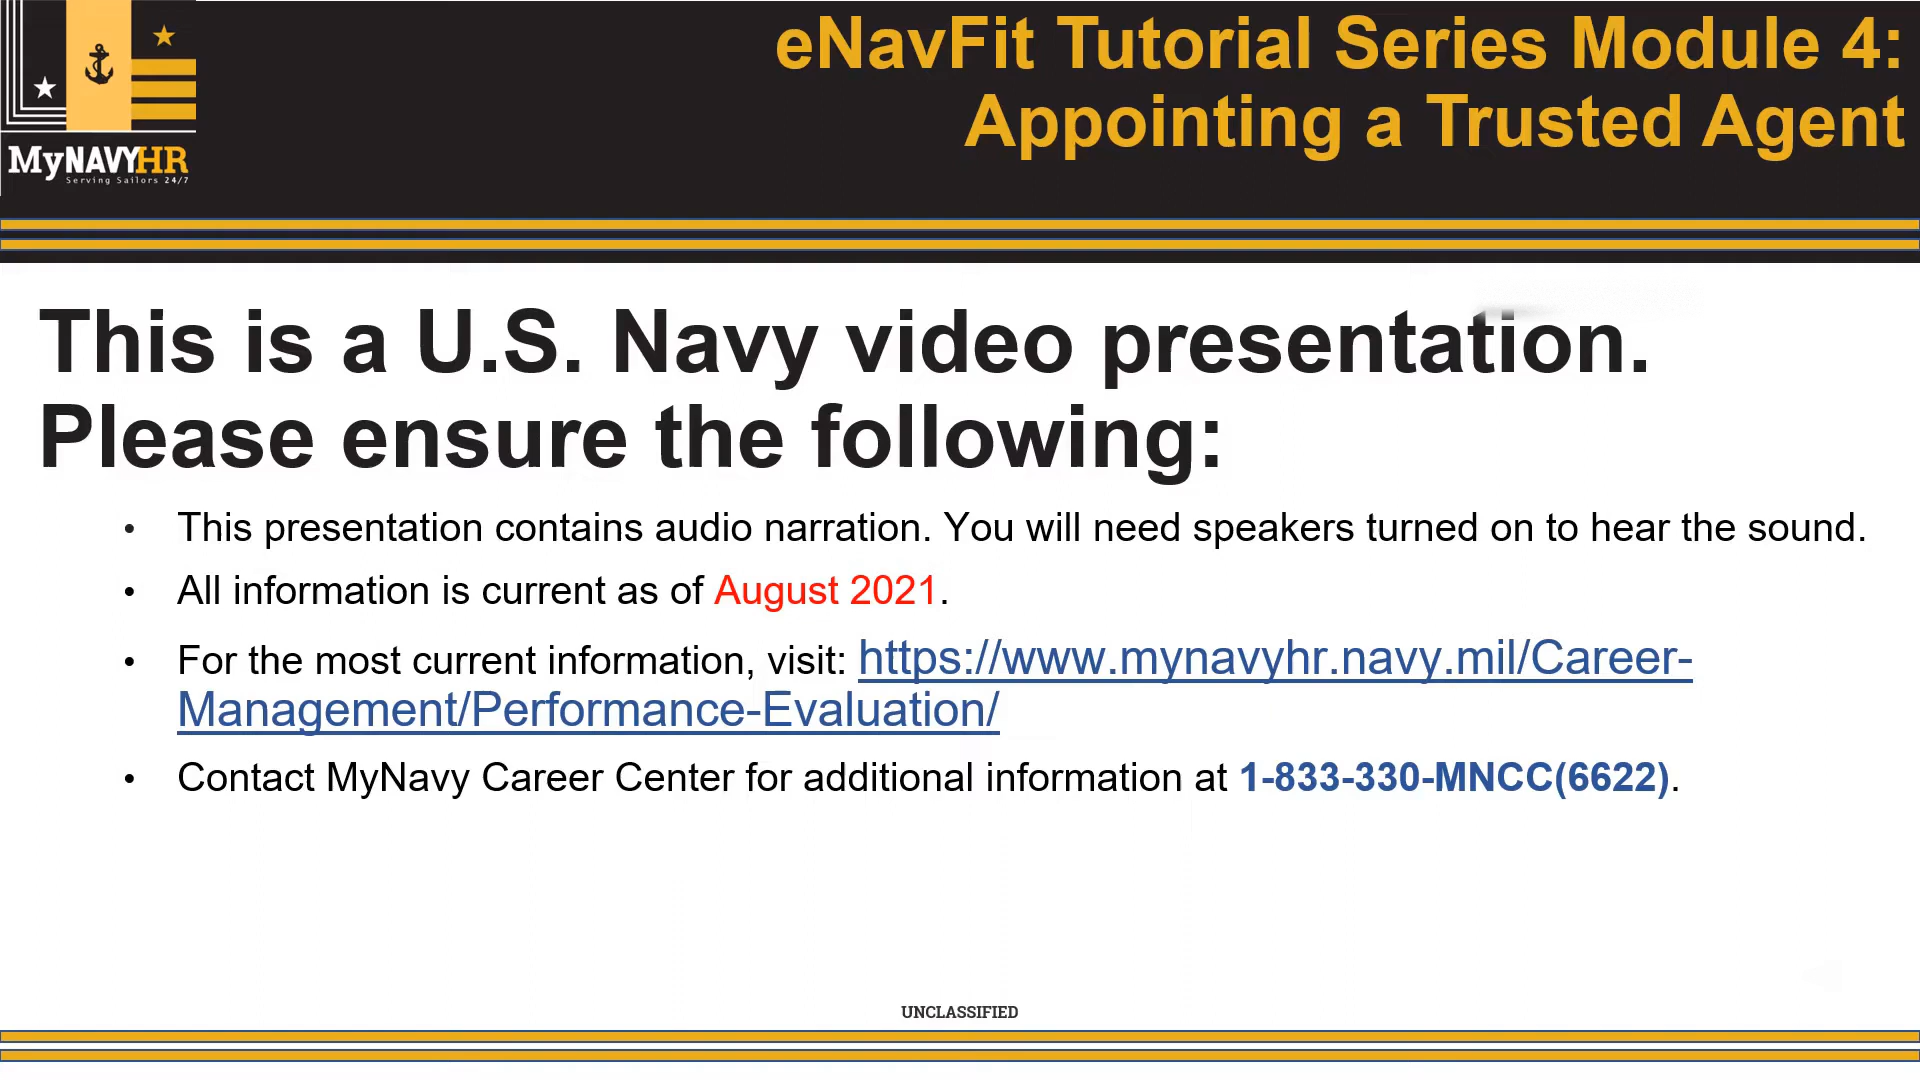 eNavFit Tutorial Series Module 4:
Appointing a Trusted Agent
MyNAVYHR
Serving Sailors 24/7
This is a U.S. Navy video presentation.
Please ensure the following:
• This presentation contains audio narration. You will need speakers turned on to hear the sound.
• All information is current as of August 2021.
• For the most current information, visit: https://www.mynavyhr.navy.mil/Career-
Management/Performance-Evaluation/
• Contact MyNavy Career Center for additional information at 1-833-330-MNCC(6622).
UNCLASSIFIED